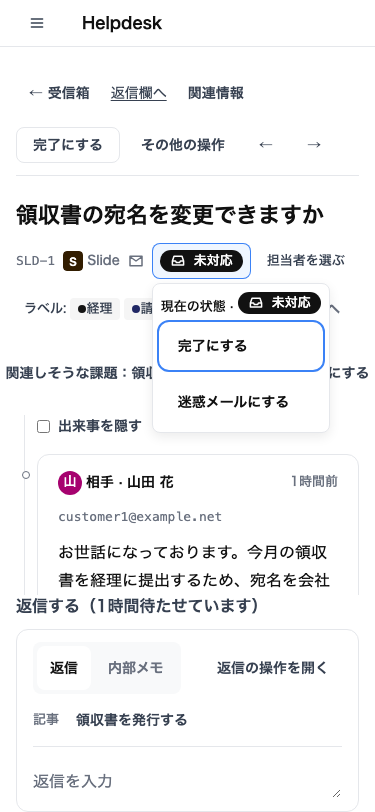 Helpdesk
← 受信箱 返信欄へ 関連情報
完了にする その他の操作 ← →
領収書の宛名を変更できますか
SLD-1 S Slide 未対応 担当者を選ぶ
ラベル: 経理 請
現在の状態 · 未対応
完了にする
迷惑メールにする
関連しそうな課題：領収 にする
出来事を隠す
山 相手 · 山田 花 1時間前
customer1@example.net
お世話になっております。今月の領収
書を経理に提出するため、宛名を会社
返信する（1時間待たせています）
返信 内部メモ 返信の操作を開く
記事 領収書を発行する
返信を入力